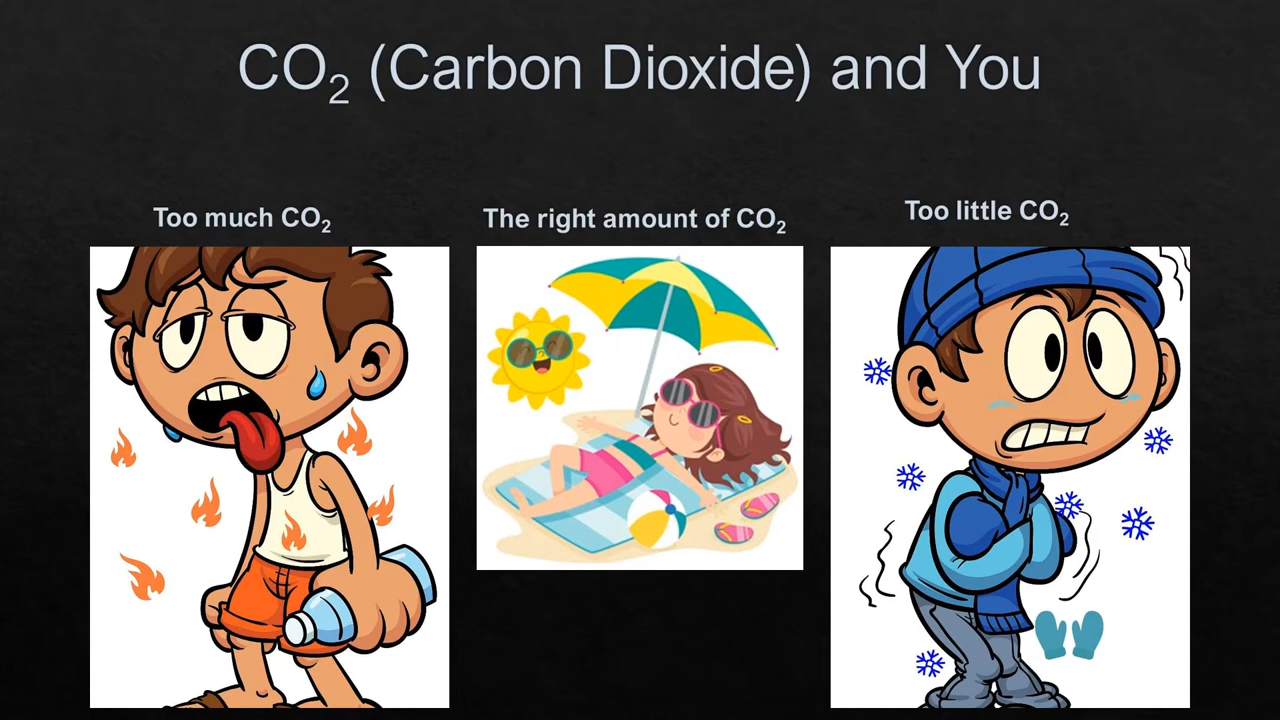 CO₂ (Carbon Dioxide) and You
Too much CO₂
The right amount of CO₂
Too little CO₂